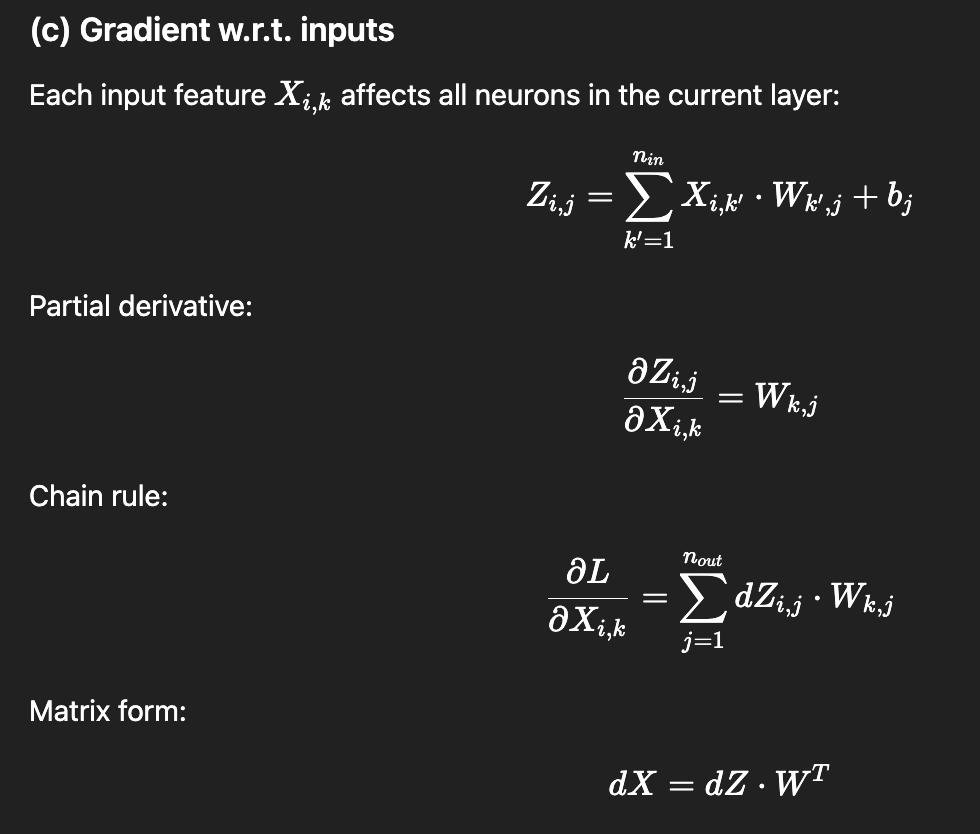 (c) Gradient w.r.t. inputs
Each input feature $X_{i,k}$ affects all neurons in the current layer:
$$Z_{i,j} = \sum_{k'=1}^{n_{in}} X_{i,k'} \cdot W_{k',j} + b_j$$
Partial derivative:
$$\frac{\partial Z_{i,j}}{\partial X_{i,k}} = W_{k,j}$$
Chain rule:
$$\frac{\partial L}{\partial X_{i,k}} = \sum_{j=1}^{n_{out}} dZ_{i,j} \cdot W_{k,j}$$
Matrix form:
$$dX = dZ \cdot W^T$$